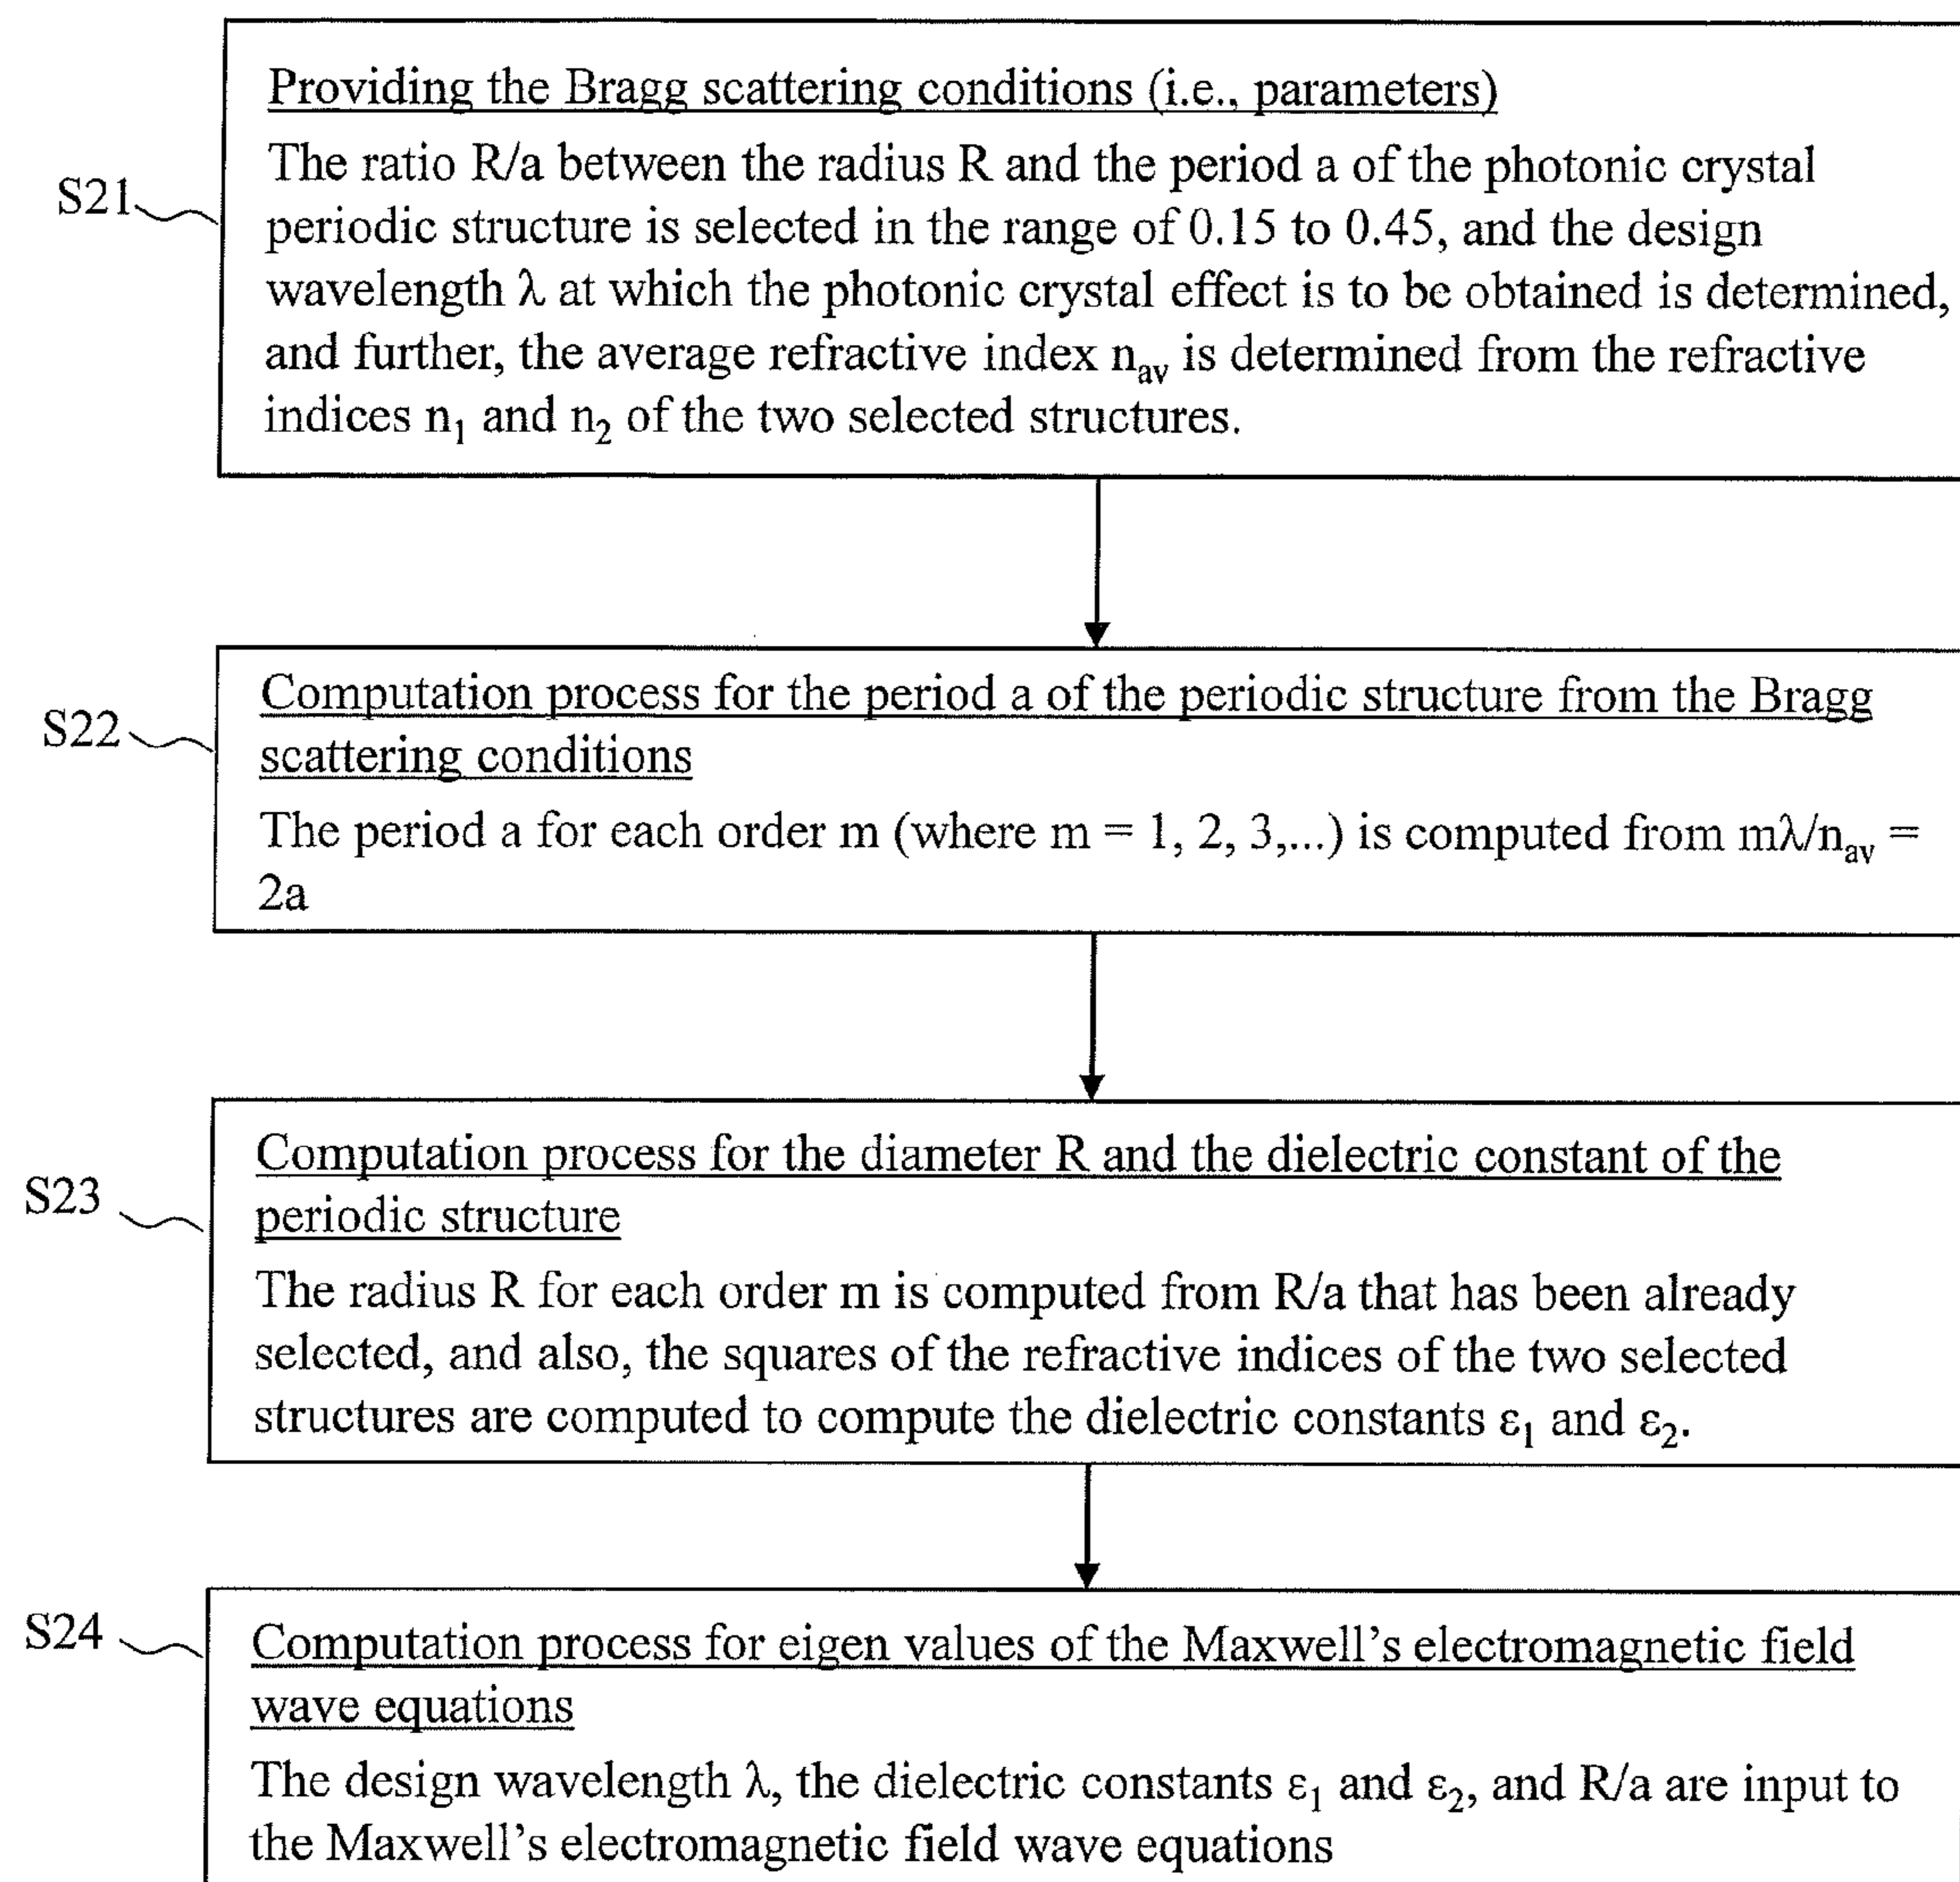 Providing the Bragg scattering conditions (i.e., parameters)
The ratio R/a between the radius R and the period a of the photonic crystal
S21
periodic structure is selected in the range of 0.15 to 0.45, and the design
wavelength λ at which the photonic crystal effect is to be obtained is determined,
and further, the average refractive index nav is determined from the refractive
indices n1 and n2 of the two selected structures.
Computation process for the period a of the periodic structure from the Bragg
S22
scattering conditions
The period a for each order m (where m = 1, 2, 3,...) is computed from mλ/nav =
2a
Computation process for the diameter R and the dielectric constant of the
S23
periodic structure
The radius R for each order m is computed from R/a that has been already
selected, and also, the squares of the refractive indices of the two selected
structures are computed to compute the dielectric constants ε1 and ε2.
S24
Computation process for eigen values of the Maxwell's electromagnetic field
wave equations
The design wavelength λ, the dielectric constants ε1 and ε2, and R/a are input to
the Maxwell's electromagnetic field wave equations